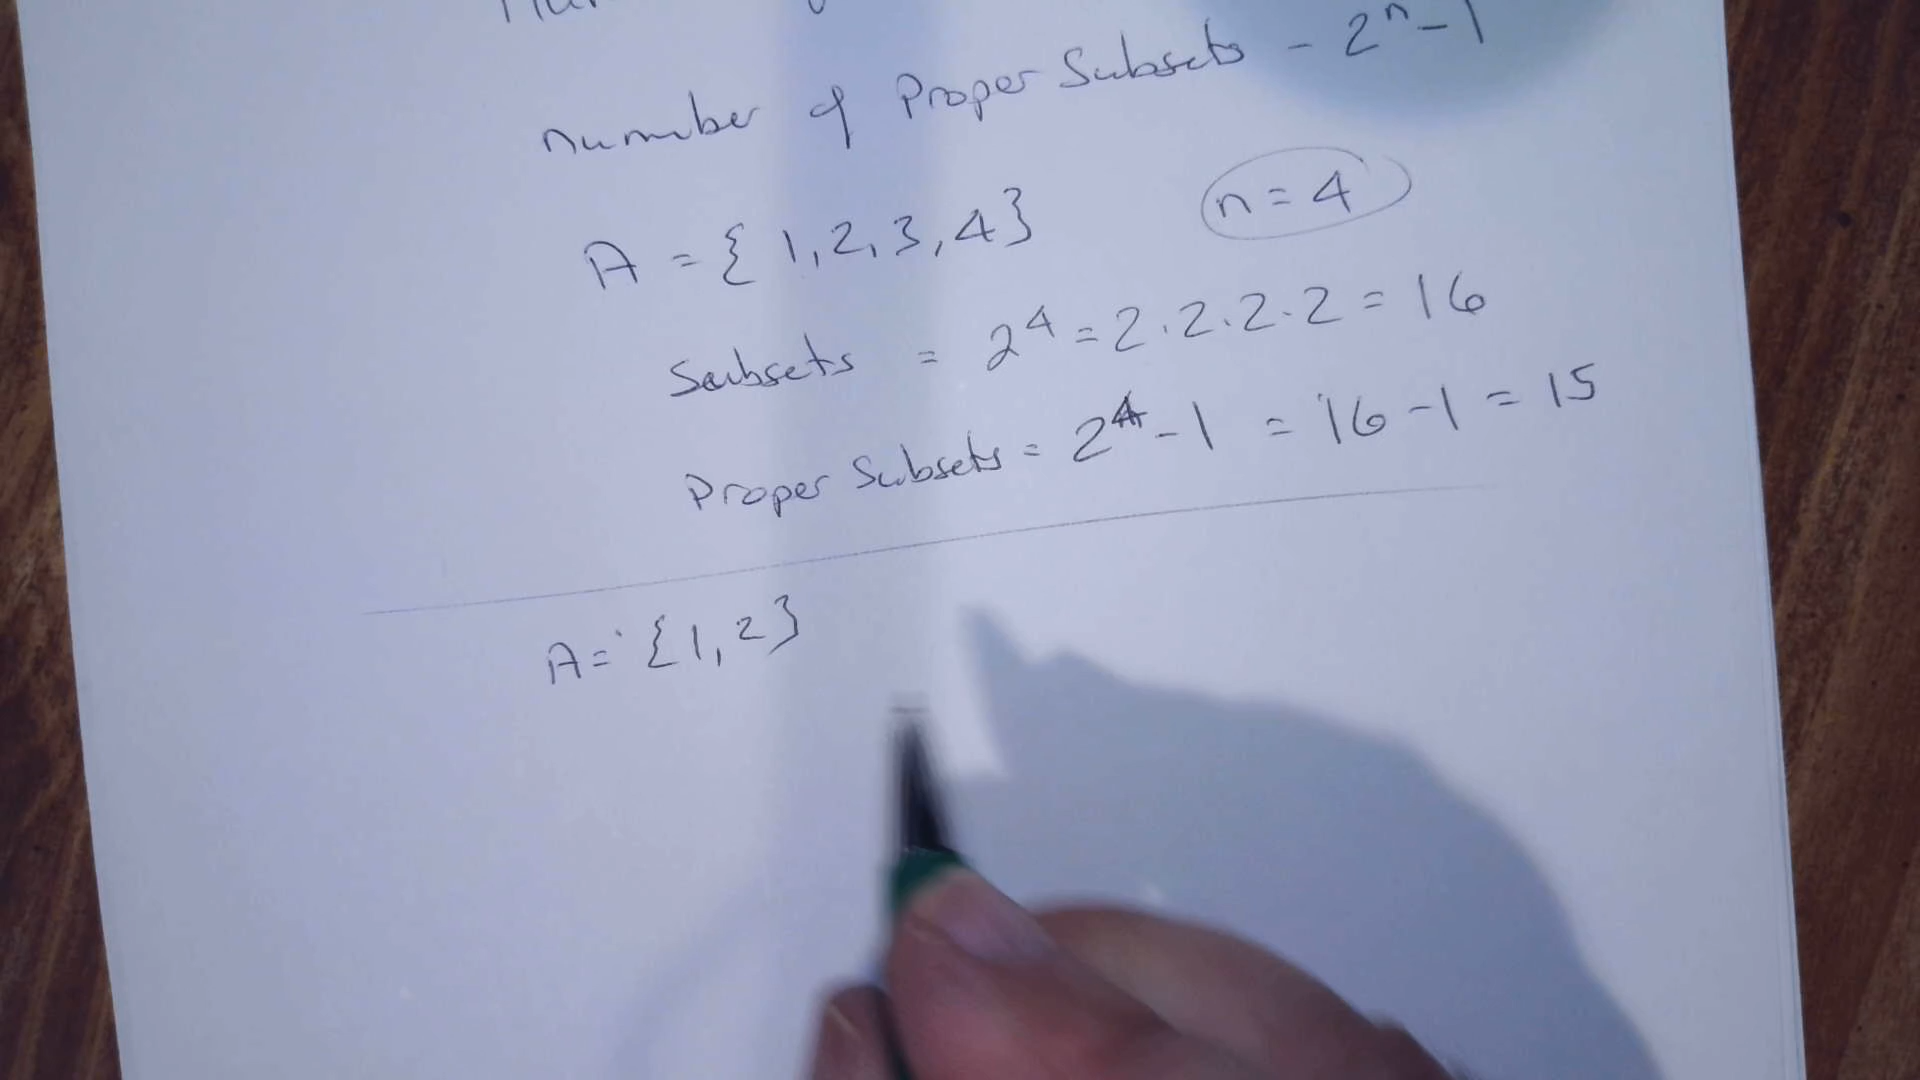 number of Proper Subsets - 2ⁿ-1
A = { 1, 2, 3, 4 }
n = 4
Subsets = 2⁴ = 2.2.2.2 = 16
Proper Subsets = 2⁴ - 1 = 16 - 1 = 15
A = {1, 2}